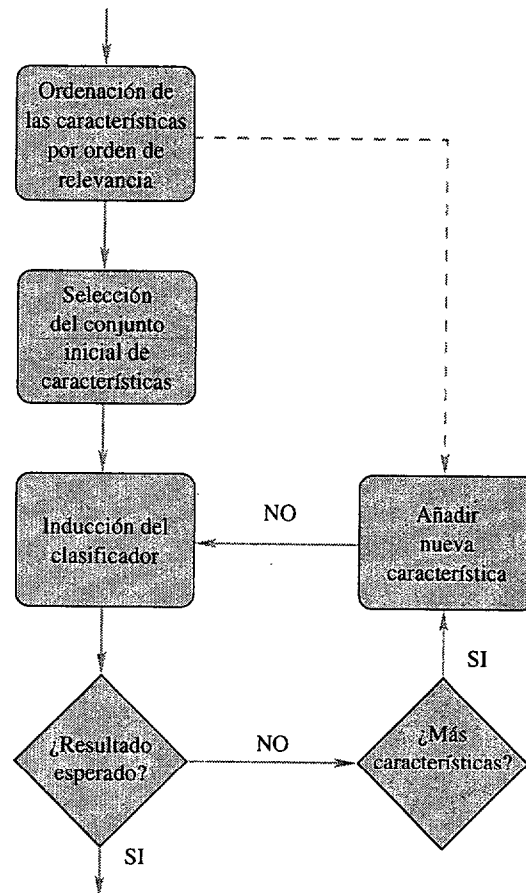 Ordenación de
las características
por orden de
relevancia
Selección
del conjunto
inicial de
características
Inducción del
clasificador
NO
Añadir
nueva
característica
SI
¿Resultado
esperado?
NO
¿Más
características?
SI